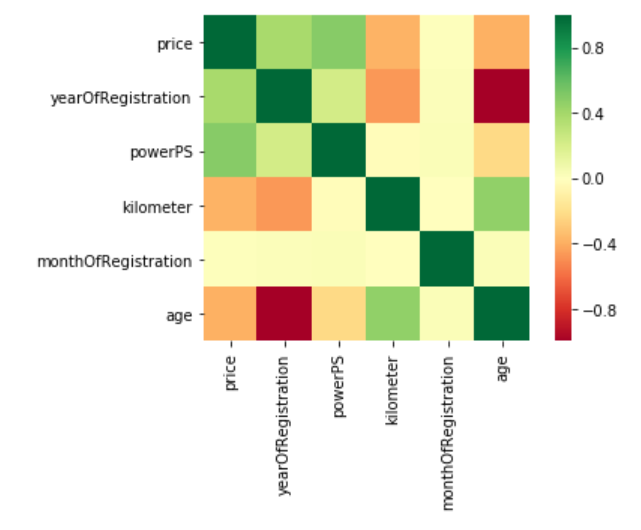 price
yearOfRegistration
powerPS
kilometer
monthOfRegistration
age
price
yearOfRegistration
powerPS
kilometer
monthOfRegistration
age
0.8
0.4
0.0
−0.4
−0.8